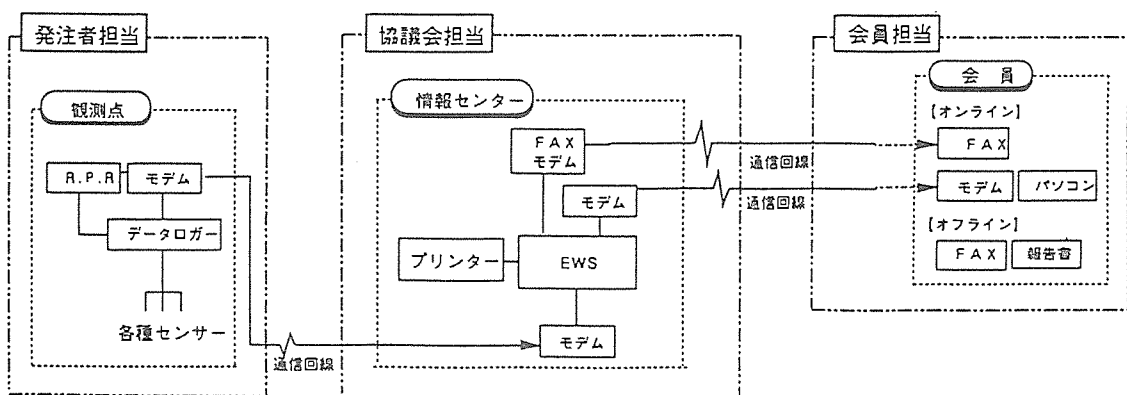 発注者担当
観測点
R.P.R
モデム
データロガー
各種センサー
通信回線
協議会担当
情報センター
FAX
モデム
モデム
プリンター
EWS
モデム
通信回線
通信回線
会員担当
会員
【オンライン】
FAX
モデム
パソコン
【オフライン】
FAX
報告書